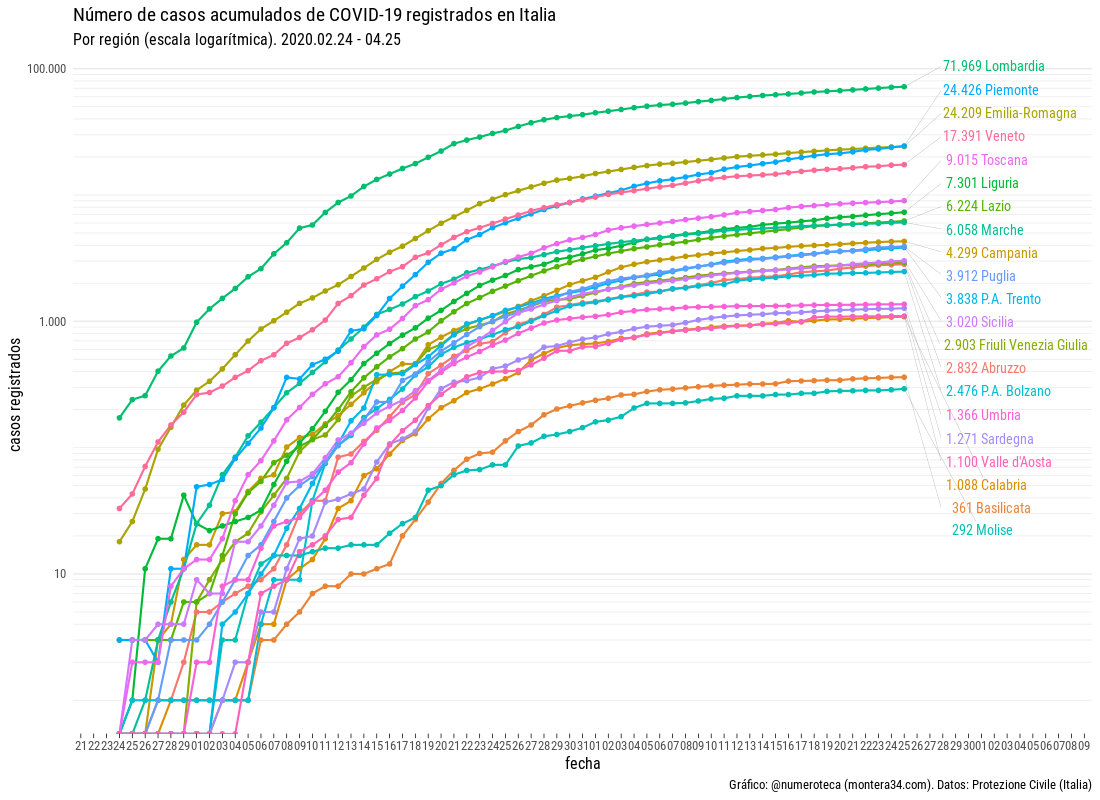 Número de casos acumulados de COVID-19 registrados en Italia
Por región (escala logarítmica). 2020.02.24 - 04.25
casos registrados
100.000
1.000
10
71.969 Lombardia
24.426 Piemonte
24.209 Emilia-Romagna
17.391 Veneto
9.015 Toscana
7.301 Liguria
6.224 Lazio
6.058 Marche
4.299 Campania
3.912 Puglia
3.838 P.A. Trento
3.020 Sicilia
2.903 Friuli Venezia Giulia
2.832 Abruzzo
2.476 P.A. Bolzano
1.366 Umbria
1.271 Sardegna
1.100 Valle d'Aosta
1.088 Calabria
361 Basilicata
292 Molise
21 22 23 24 25 26 27 28 29 01 02 03 04 05 06 07 08 09 10 11 12 13 14 15 16 17 18 19 20 21 22 23 24 25 26 27 28 29 30 31 01 02 03 04 05 06 07 08 09 10 11 12 13 14 15 16 17 18 19 20 21 22 23 24 25 26 27 28 29 30 01 02 03 04 05 06 07 08 09
fecha
Gráfico: @numeroteca (montera34.com). Datos: Protezione Civile (Italia)